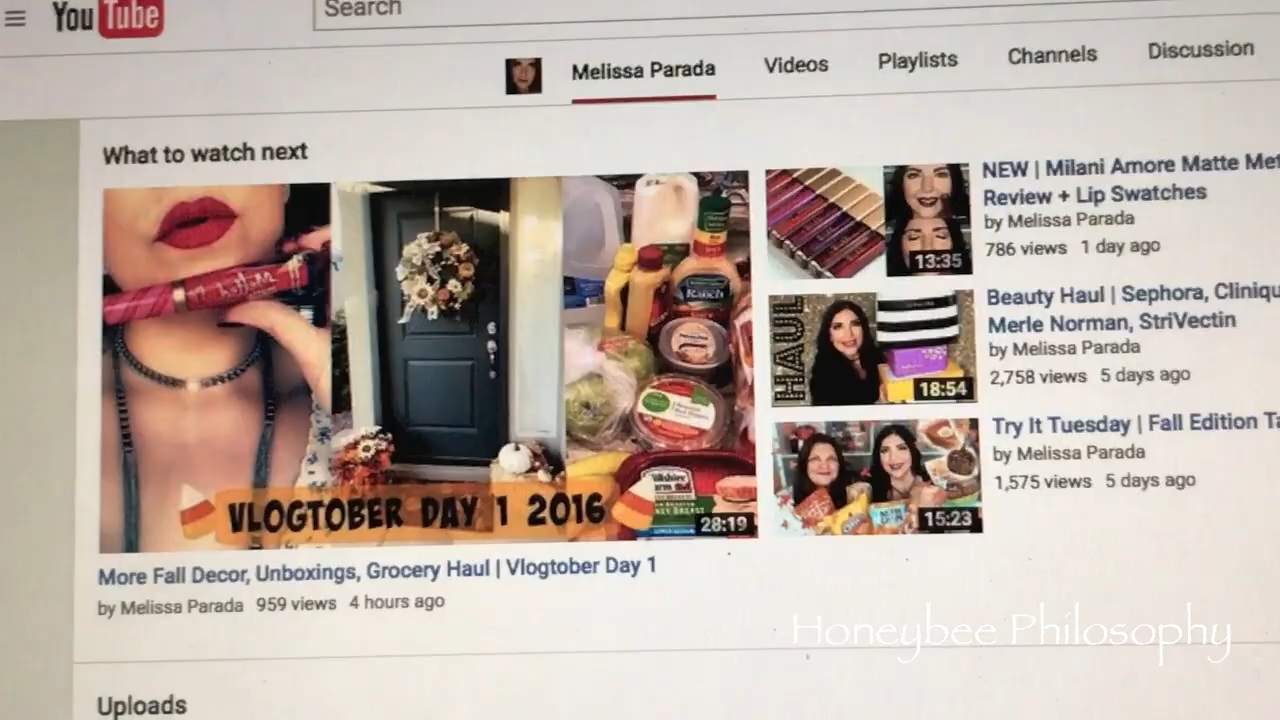 You Tube
Search
Melissa Parada Videos Playlists Channels Discussion
What to watch next
VLOGTOBER DAY 1 2016
28:19
Ranch
More Fall Decor, Unboxings, Grocery Haul | Vlogtober Day 1
by Melissa Parada 959 views 4 hours ago
13:35
NEW | Milani Amore Matte Met
Review + Lip Swatches
by Melissa Parada
786 views 1 day ago
HAUL
18:54
Beauty Haul | Sephora, Cliniqu
Merle Norman, StriVectin
by Melissa Parada
2,758 views 5 days ago
15:23
Try It Tuesday | Fall Edition Ta
by Melissa Parada
1,575 views 5 days ago
Honeybee Philosophy
Uploads